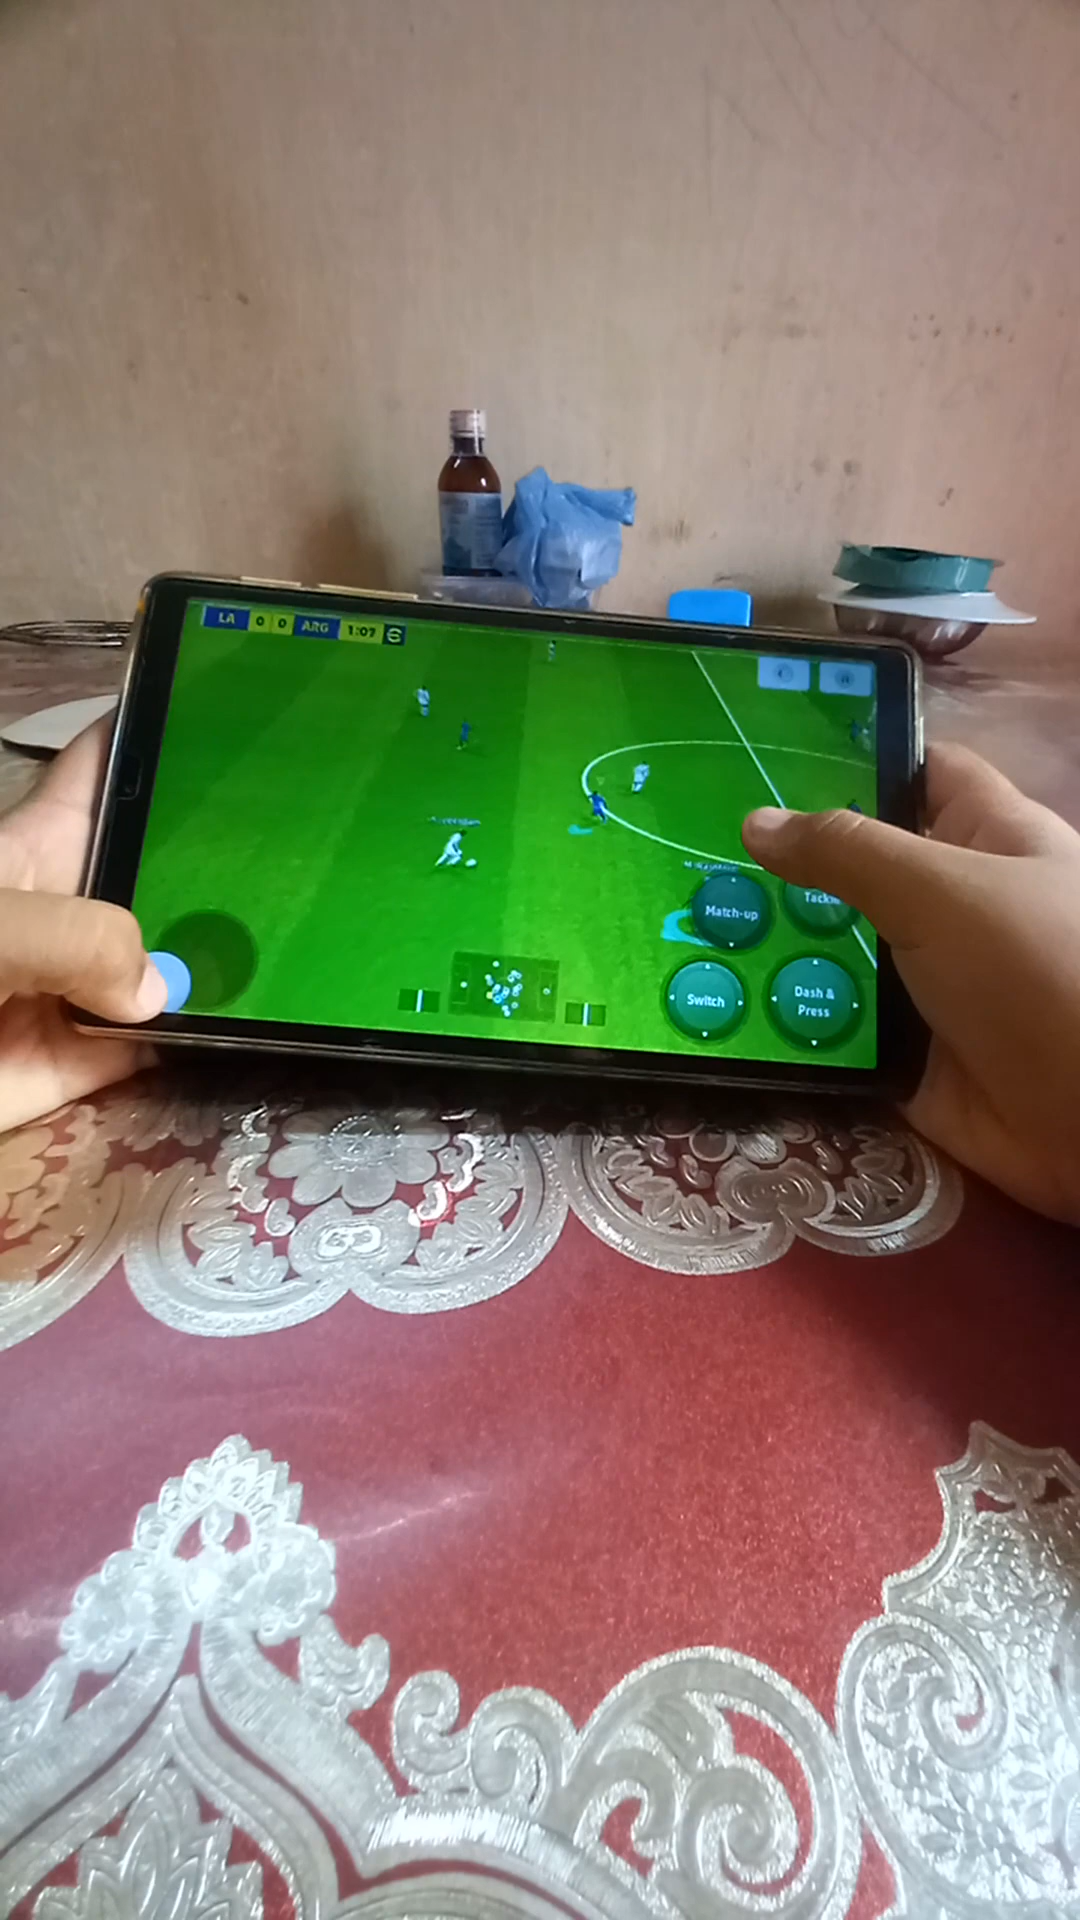 LA 0 0 ARG 1:07
Match-up
Tackle
Switch
Dash &
Press